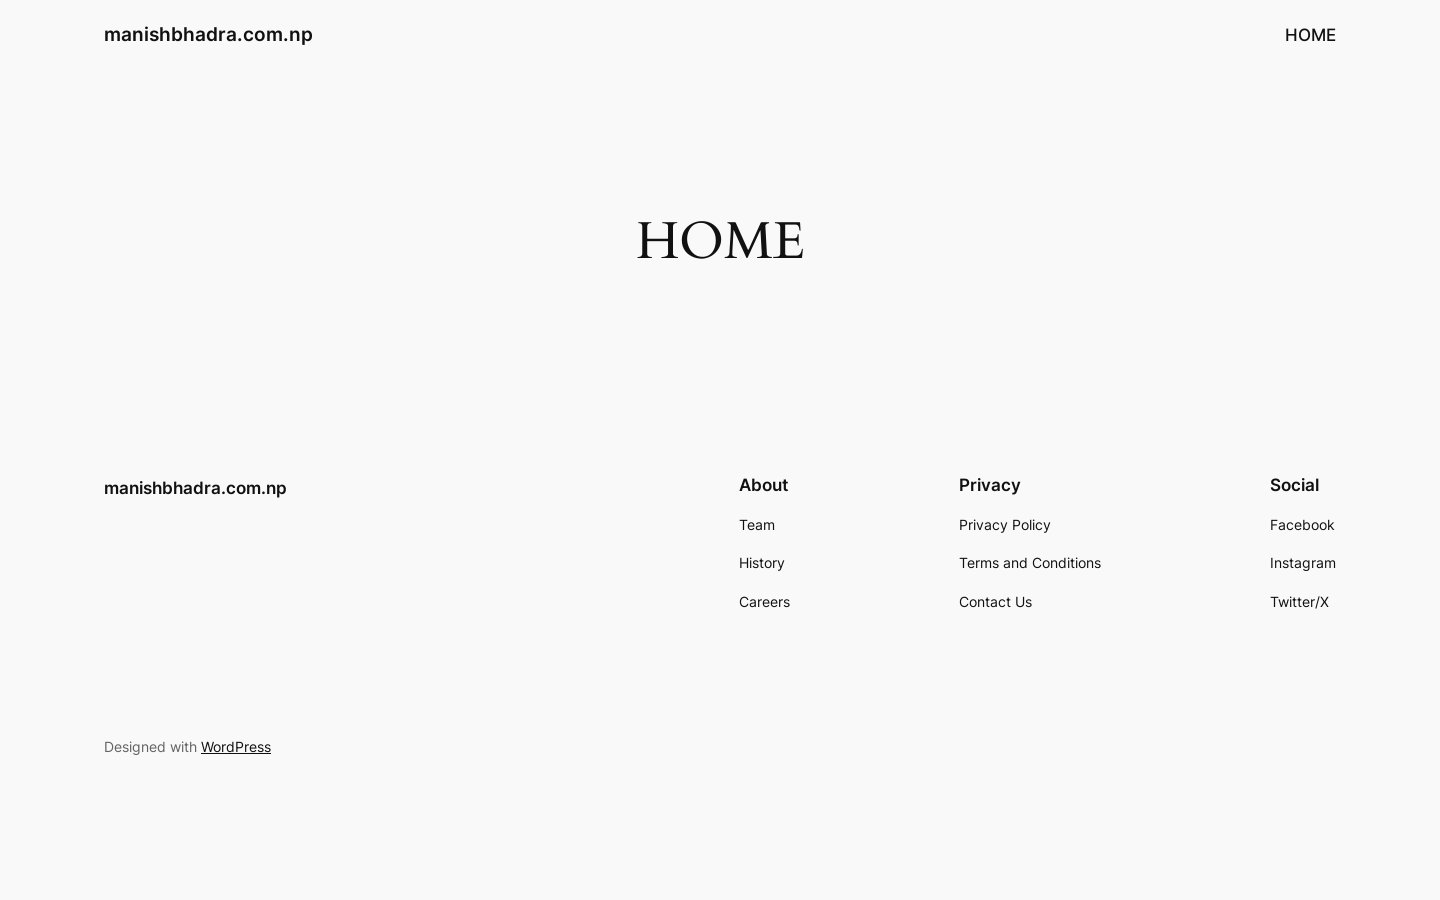 manishbhadra.com.np
HOME
HOME
manishbhadra.com.np
About
Team
History
Careers
Privacy
Privacy Policy
Terms and Conditions
Contact Us
Social
Facebook
Instagram
Twitter/X
Designed with WordPress